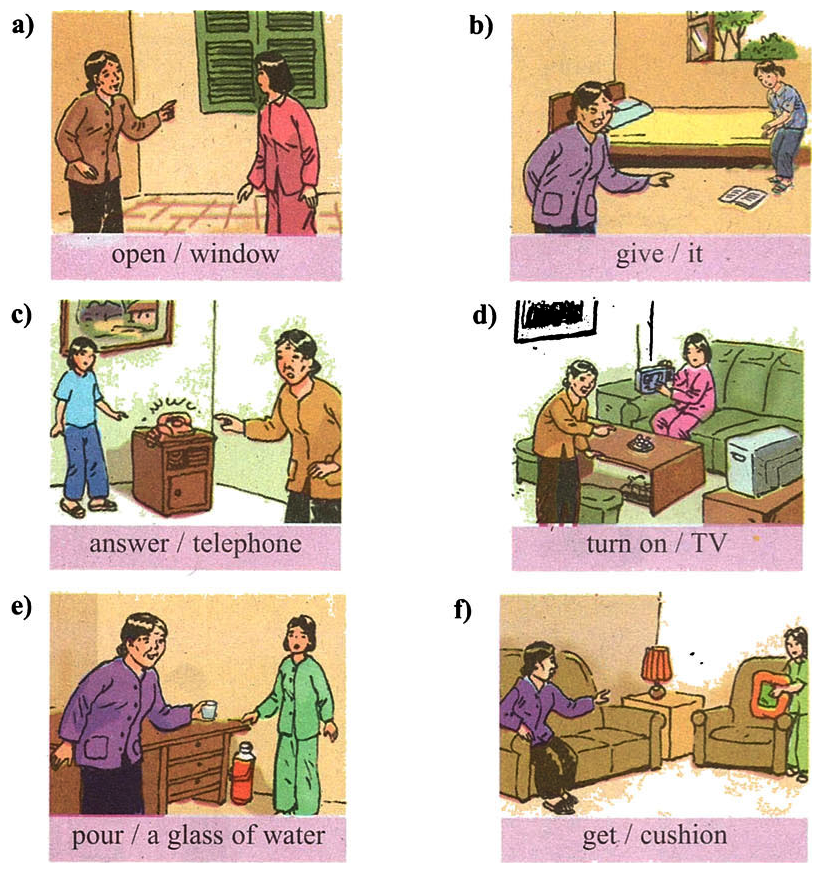 a)
b)
open / window
give / it
c)
d)
answer / telephone
turn on / TV
e)
f)
pour / a glass of water
get / cushion